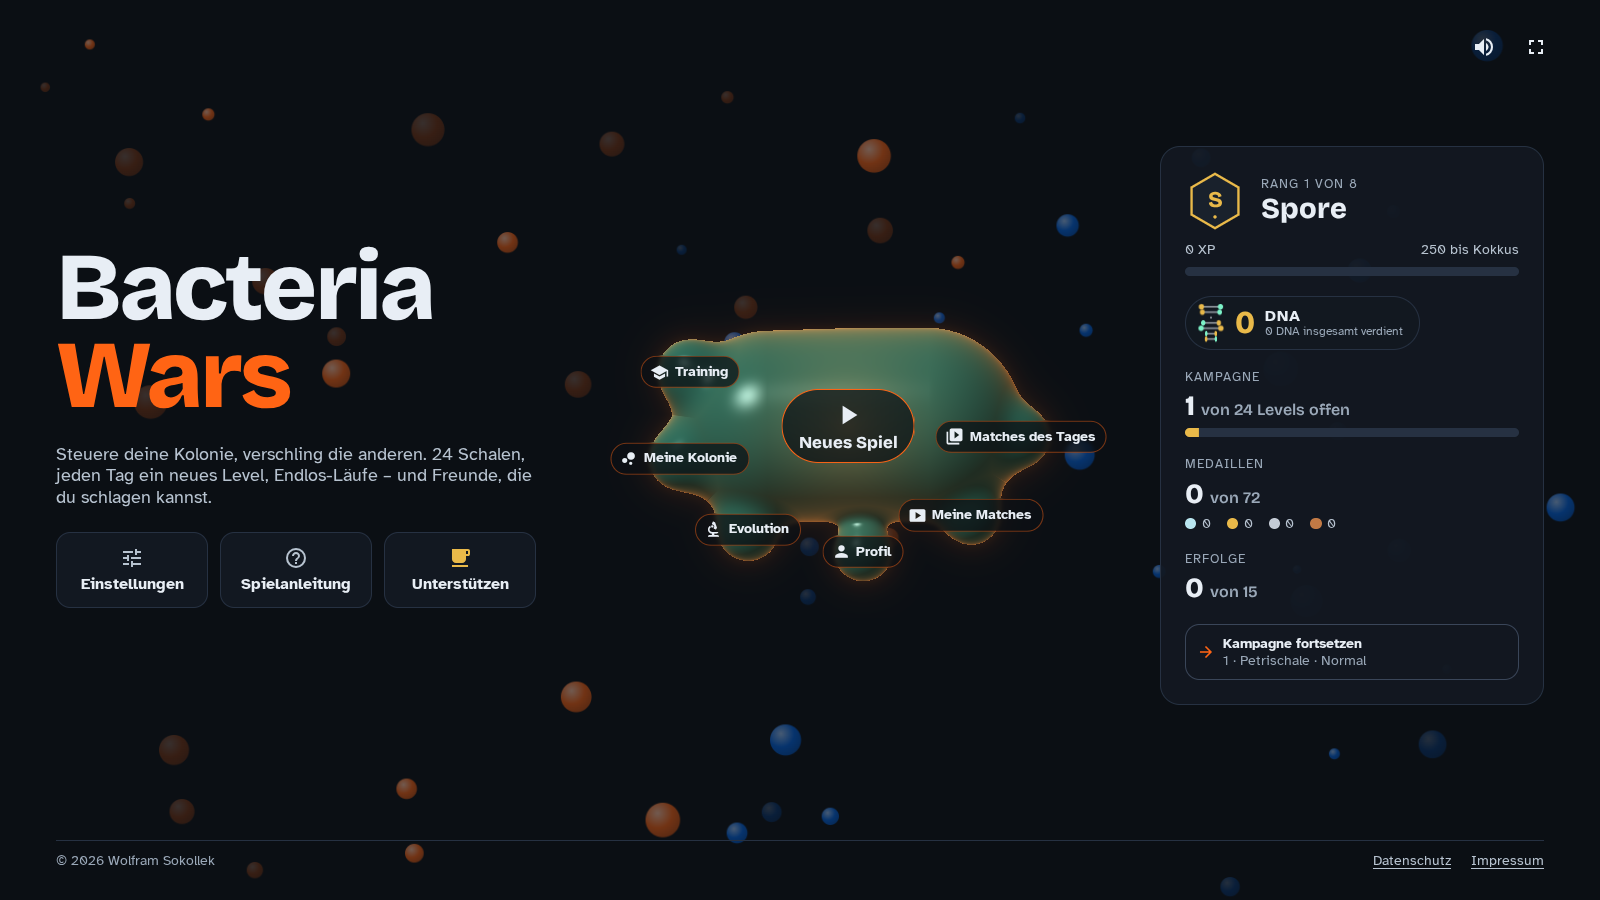 Bacteria
Wars
Steuere deine Kolonie, verschling die anderen. 24 Schalen,
jeden Tag ein neues Level, Endlos-Läufe – und Freunde, die
du schlagen kannst.
Einstellungen
Spielanleitung
Unterstützen
Training
Neues Spiel
Matches des Tages
Meine Kolonie
Meine Matches
Evolution
Profil
S
RANG 1 VON 8
Spore
0 XP
250 bis Kokkus
0
DNA
0 DNA insgesamt verdient
KAMPAGNE
1 von 24 Levels offen
MEDAILLEN
0 von 72
0 0 0 0
ERFOLGE
0 von 15
Kampagne fortsetzen
1 · Petrischale · Normal
© 2026 Wolfram Sokollek
Datenschutz
Impressum